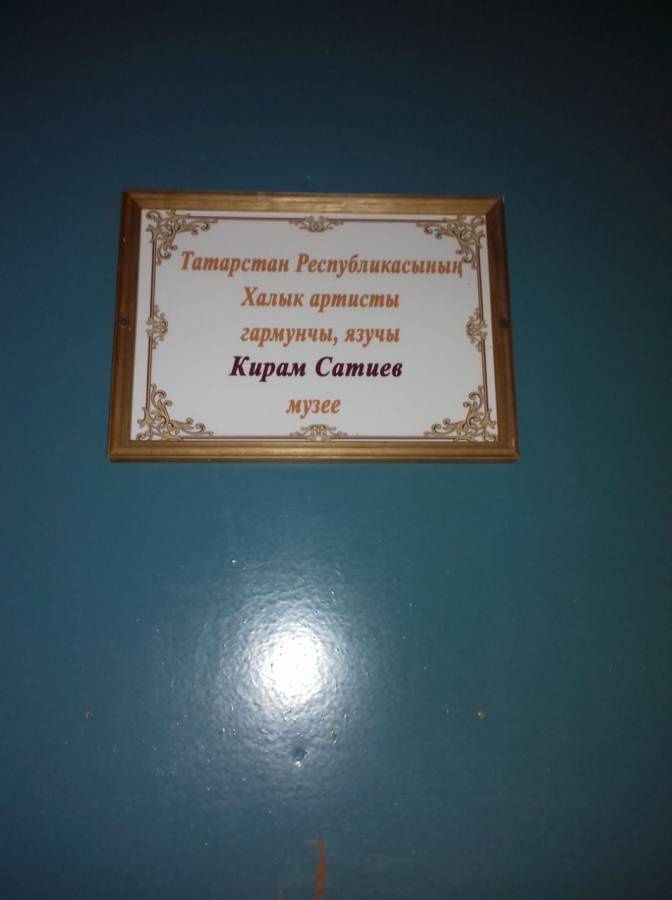 Татарстан Республикасының
Халык артисты
гармунчы, язучы
Кирам Сатиев
музее